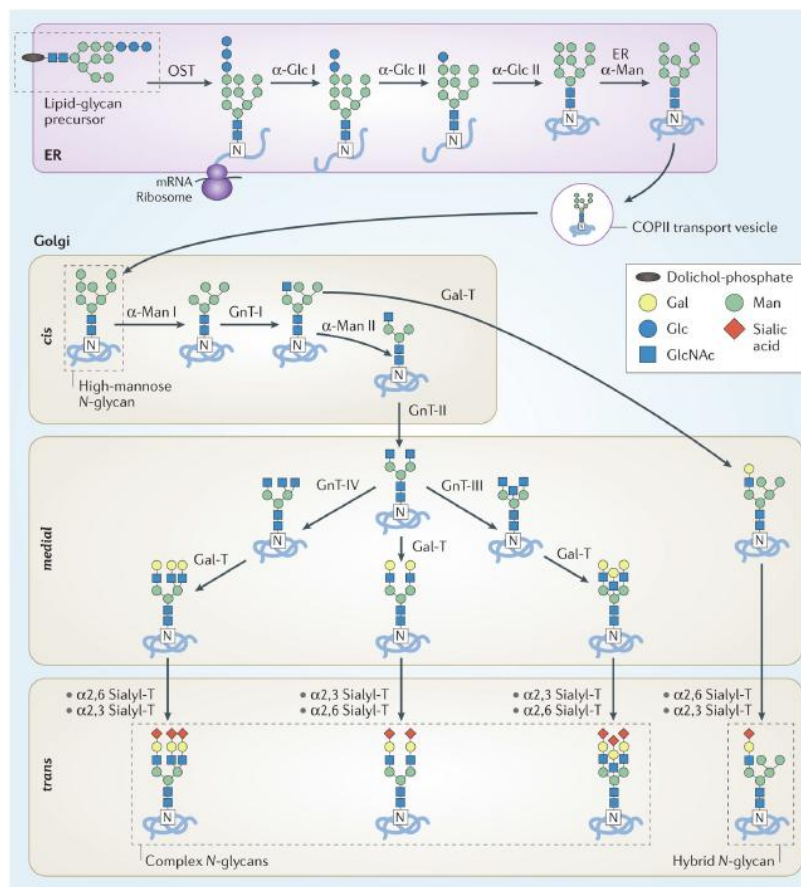 OST
α-Glc I
α-Glc II
α-Glc II
ER
α-Man
Lipid-glycan
precursor
N
N
N
N
N
ER
mRNA
Ribosome
N
COPII transport vesicle
Golgi
Dolichol-phosphate
Gal
Man
Glc
Sialic
acid
GlcNAc
cis
α-Man I
GnT-I
α-Man II
Gal-T
N
N
N
N
High-mannose
N-glycan
GnT-II
medial
GnT-IV
GnT-III
N
N
N
N
Gal-T
Gal-T
Gal-T
N
N
N
• α2,6 Sialyl-T
• α2,3 Sialyl-T
• α2,3 Sialyl-T
• α2,6 Sialyl-T
• α2,3 Sialyl-T
• α2,6 Sialyl-T
• α2,6 Sialyl-T
• α2,3 Sialyl-T
trans
N
N
N
N
Complex N-glycans
Hybrid N-glycan